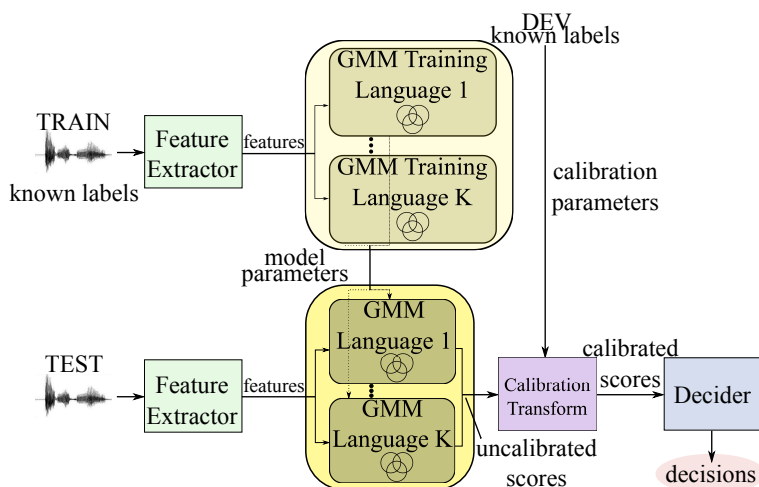 DEV
known labels
GMM Training
Language 1
TRAIN
known labels
Feature
Extractor
features
GMM Training
Language K
calibration
parameters
model
parameters
GMM
Language 1
TEST
Feature
Extractor
features
GMM
Language K
uncalibrated
scores
Calibration
Transform
calibrated
scores
Decider
decisions